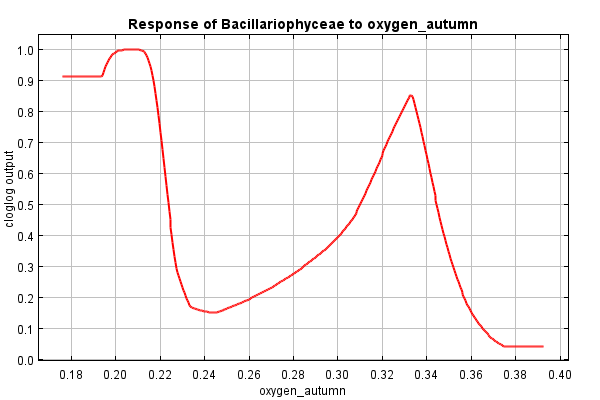 Response of Bacillariophyceae to oxygen_autumn
cloglog output
1.0
0.9
0.8
0.7
0.6
0.5
0.4
0.3
0.2
0.1
0.0
0.18 0.20 0.22 0.24 0.26 0.28 0.30 0.32 0.34 0.36 0.38 0.40
oxygen_autumn